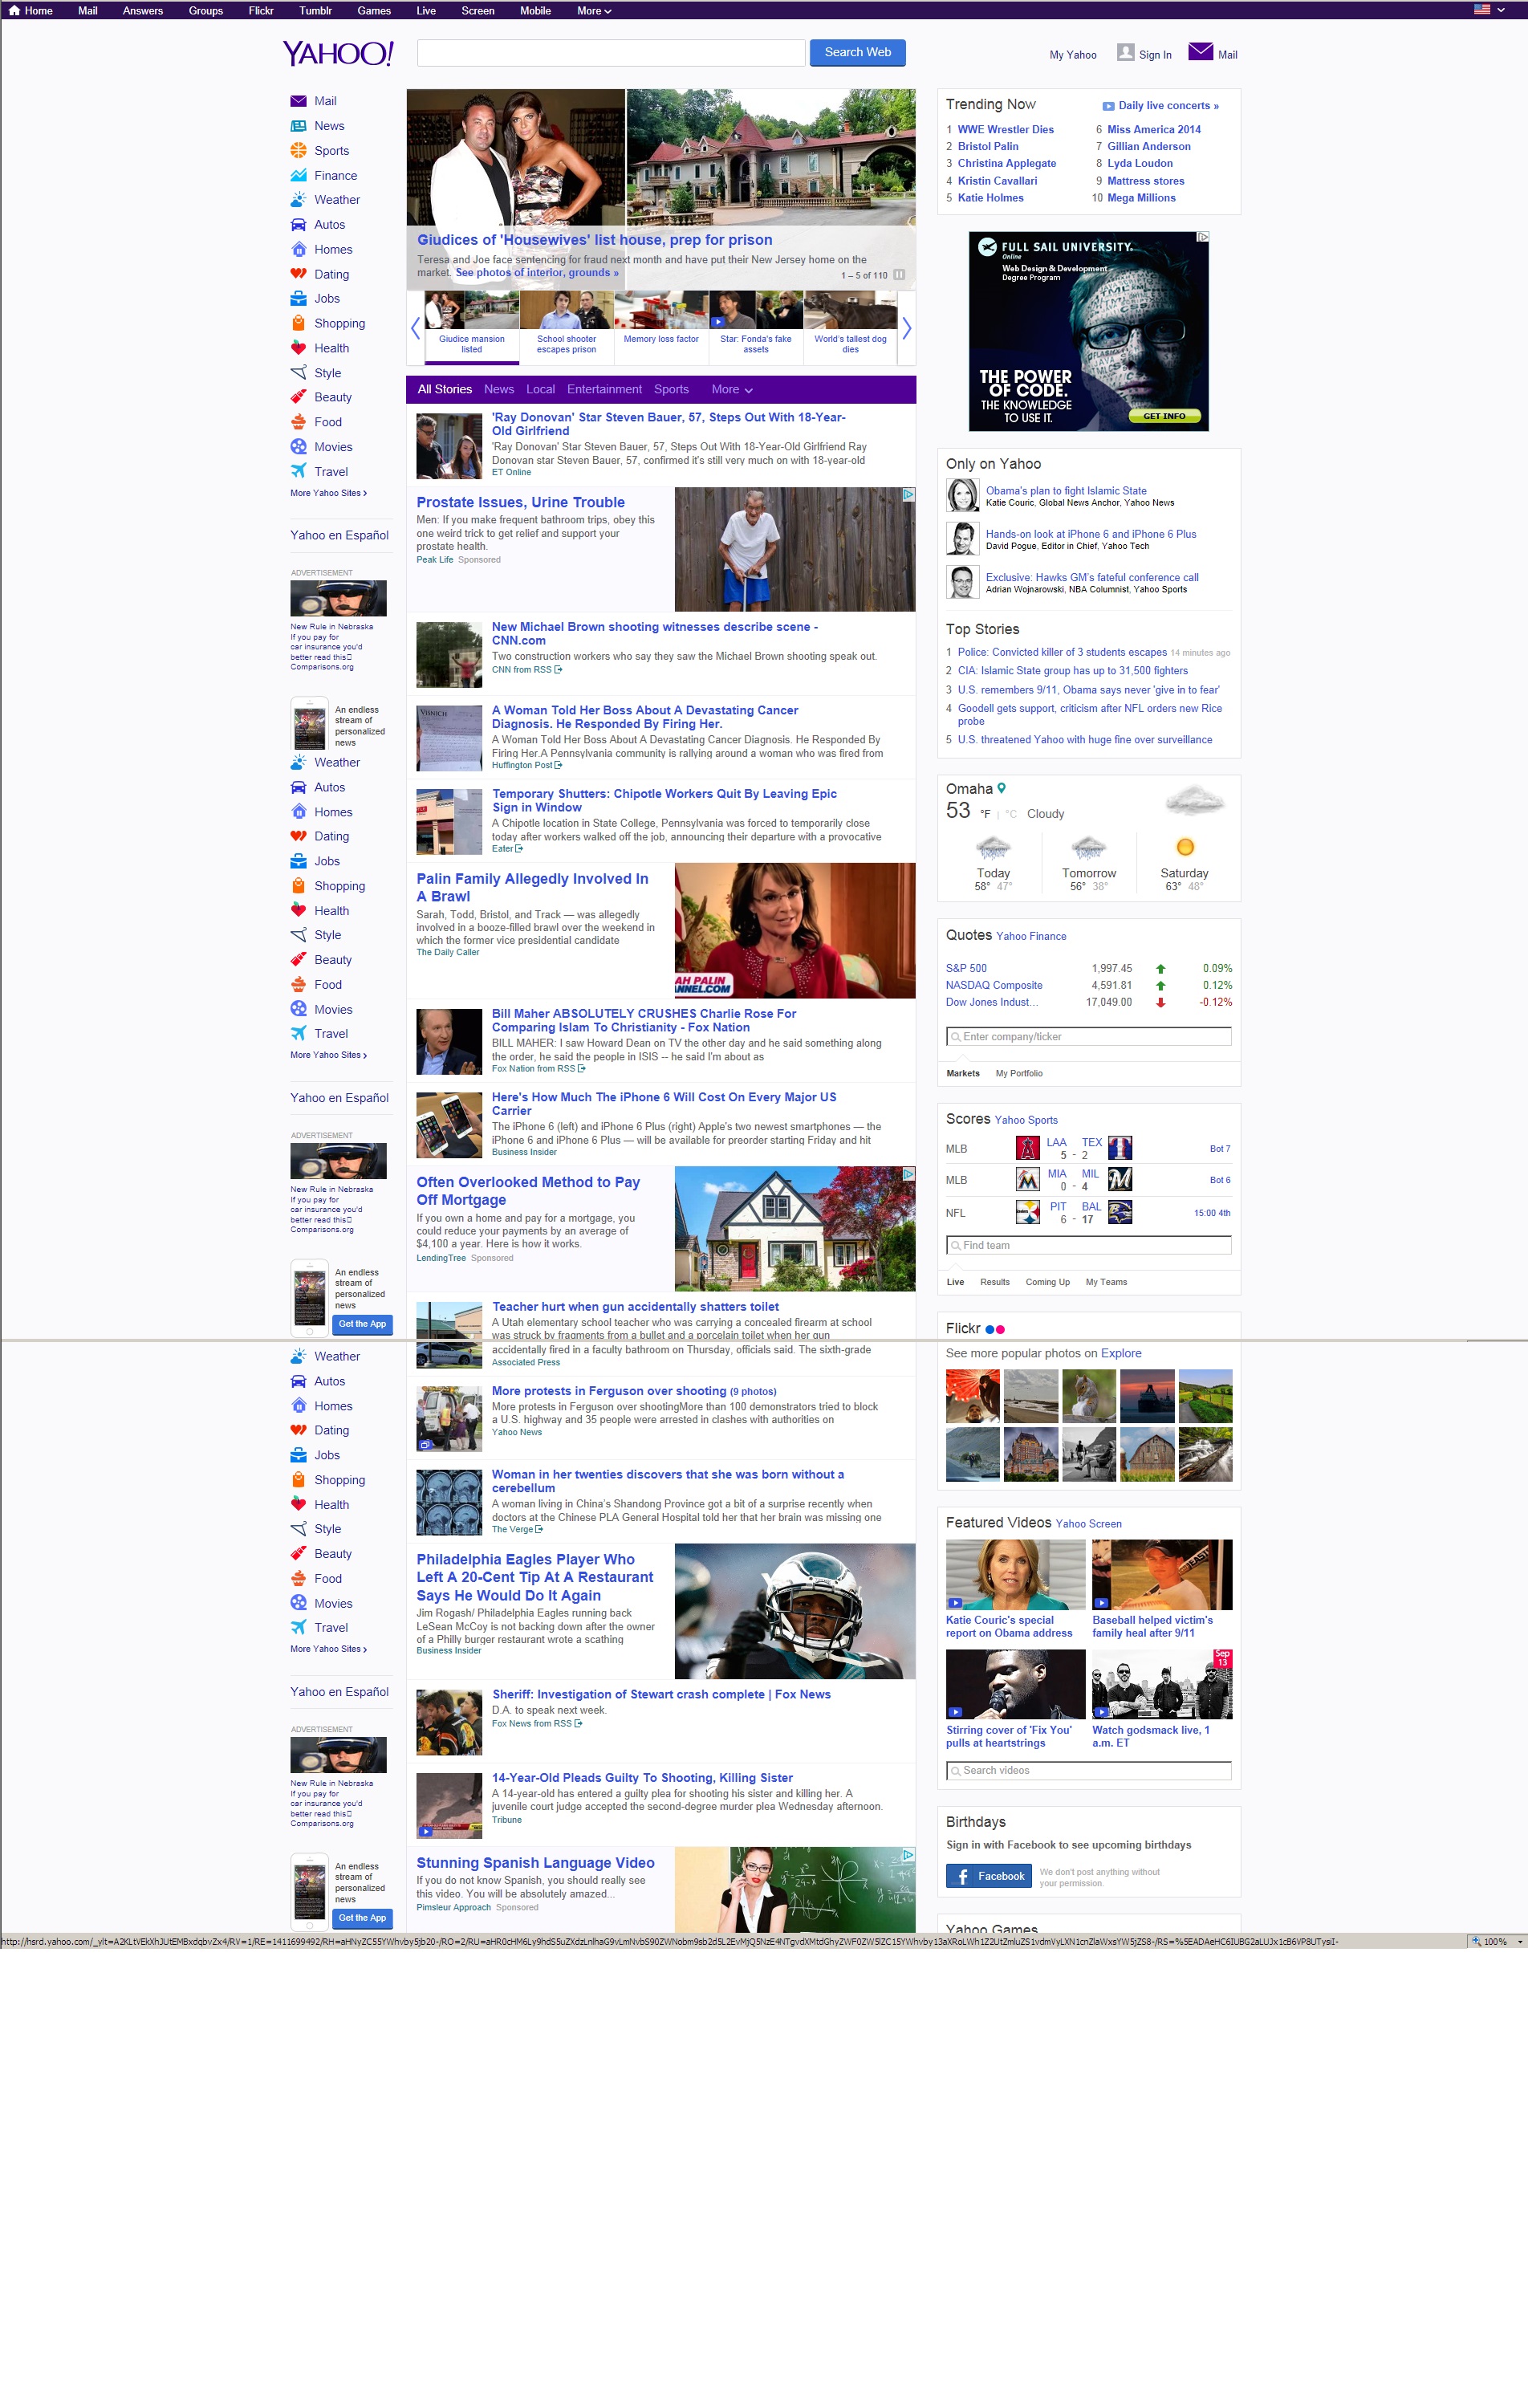 Home Mail Answers Groups Flickr Tumblr Games Live Screen Mobile More
YAHOO!
Search Web
My Yahoo Sign In Mail
Mail
News
Sports
Finance
Weather
Autos
Homes
Dating
Jobs
Shopping
Health
Style
Beauty
Food
Movies
Travel
More Yahoo Sites >
Yahoo en Español
ADVERTISEMENT
New Rule in Nebraska
If you pay for
car insurance you'd
better read this
Comparisons.org
An endless
stream of
personalized
news
Weather
Autos
Homes
Dating
Jobs
Shopping
Health
Style
Beauty
Food
Movies
Travel
More Yahoo Sites >
Yahoo en Español
ADVERTISEMENT
New Rule in Nebraska
If you pay for
car insurance you'd
better read this
Comparisons.org
An endless
stream of
personalized
news
Get the App
Weather
Autos
Homes
Dating
Jobs
Shopping
Health
Style
Beauty
Food
Movies
Travel
More Yahoo Sites >
Yahoo en Español
ADVERTISEMENT
New Rule in Nebraska
If you pay for
car insurance you'd
better read this
Comparisons.org
An endless
stream of
personalized
news
Get the App
Giudices of 'Housewives' list house, prep for prison
Teresa and Joe face sentencing for fraud next month and have put their New Jersey home on the
market. See photos of interior, grounds »
1 – 5 of 110
Giudice mansion
listed
School shooter
escapes prison
Memory loss factor
Star: Fonda's fake
assets
World's tallest dog
dies
All Stories News Local Entertainment Sports More
'Ray Donovan' Star Steven Bauer, 57, Steps Out With 18-Year-
Old Girlfriend
'Ray Donovan' Star Steven Bauer, 57, Steps Out With 18-Year-Old Girlfriend Ray
Donovan star Steven Bauer, 57, confirmed it's still very much on with 18-year-old
ET Online
Prostate Issues, Urine Trouble
Men: If you make frequent bathroom trips, obey this
one weird trick to get relief and support your
prostate health.
Peak Life Sponsored
New Michael Brown shooting witnesses describe scene -
CNN.com
Two construction workers who say they saw the Michael Brown shooting speak out.
CNN from RSS
A Woman Told Her Boss About A Devastating Cancer
Diagnosis. He Responded By Firing Her.
A Woman Told Her Boss About A Devastating Cancer Diagnosis. He Responded By
Firing Her.A Pennsylvania community is rallying around a woman who was fired from
Huffington Post
Temporary Shutters: Chipotle Workers Quit By Leaving Epic
Sign in Window
A Chipotle location in State College, Pennsylvania was forced to temporarily close
today after workers walked off the job, announcing their departure with a provocative
Eater
Palin Family Allegedly Involved In
A Brawl
Sarah, Todd, Bristol, and Track — was allegedly
involved in a booze-filled brawl over the weekend in
which the former vice presidential candidate
The Daily Caller
AH PALIN
ANNEL.COM
Bill Maher ABSOLUTELY CRUSHES Charlie Rose For
Comparing Islam To Christianity - Fox Nation
BILL MAHER: I saw Howard Dean on TV the other day and he said something along
the order, he said the people in ISIS -- he said I'm about as
Fox Nation from RSS
Here's How Much The iPhone 6 Will Cost On Every Major US
Carrier
The iPhone 6 (left) and iPhone 6 Plus (right) Apple's two newest smartphones — the
iPhone 6 and iPhone 6 Plus — will be available for preorder starting Friday and hit
Business Insider
Often Overlooked Method to Pay
Off Mortgage
If you own a home and pay for a mortgage, you
could reduce your payments by an average of
$4,100 a year. Here is how it works.
LendingTree Sponsored
Teacher hurt when gun accidentally shatters toilet
A Utah elementary school teacher who was carrying a concealed firearm at school
was struck by fragments from a bullet and a porcelain toilet when her gun
accidentally fired in a faculty bathroom on Thursday, officials said. The sixth-grade
Associated Press
More protests in Ferguson over shooting (9 photos)
More protests in Ferguson over shootingMore than 100 demonstrators tried to block
a U.S. highway and 35 people were arrested in clashes with authorities on
Yahoo News
Woman in her twenties discovers that she was born without a
cerebellum
A woman living in China's Shandong Province got a bit of a surprise recently when
doctors at the Chinese PLA General Hospital told her that her brain was missing one
The Verge
Philadelphia Eagles Player Who
Left A 20-Cent Tip At A Restaurant
Says He Would Do It Again
Jim Rogash/ Philadelphia Eagles running back
LeSean McCoy is not backing down after the owner
of a Philly burger restaurant wrote a scathing
Business Insider
Sheriff: Investigation of Stewart crash complete | Fox News
D.A. to speak next week.
Fox News from RSS
14-Year-Old Pleads Guilty To Shooting, Killing Sister
A 14-year-old has entered a guilty plea for shooting his sister and killing her. A
juvenile court judge accepted the second-degree murder plea Wednesday afternoon.
Tribune
Stunning Spanish Language Video
If you do not know Spanish, you should really see
this video. You will be absolutely amazed...
Pimsleur Approach Sponsored
Trending Now Daily live concerts »
1 WWE Wrestler Dies 6 Miss America 2014
2 Bristol Palin 7 Gillian Anderson
3 Christina Applegate 8 Lyda Loudon
4 Kristin Cavallari 9 Mattress stores
5 Katie Holmes 10 Mega Millions
FULL SAIL UNIVERSITY.
Online
Web Design & Development
Degree Program
THE POWER
OF CODE.
THE KNOWLEDGE
TO USE IT.
GET INFO
Only on Yahoo
Obama's plan to fight Islamic State
Katie Couric, Global News Anchor, Yahoo News
Hands-on look at iPhone 6 and iPhone 6 Plus
David Pogue, Editor in Chief, Yahoo Tech
Exclusive: Hawks GM's fateful conference call
Adrian Wojnarowski, NBA Columnist, Yahoo Sports
Top Stories
1 Police: Convicted killer of 3 students escapes 14 minutes ago
2 CIA: Islamic State group has up to 31,500 fighters
3 U.S. remembers 9/11, Obama says never 'give in to fear'
4 Goodell gets support, criticism after NFL orders new Rice
probe
5 U.S. threatened Yahoo with huge fine over surveillance
Omaha
53 °F | °C Cloudy
Today Tomorrow Saturday
58° 47° 56° 38° 63° 48°
Quotes Yahoo Finance
S&P 500 1,997.45 0.09%
NASDAQ Composite 4,591.81 0.12%
Dow Jones Indust... 17,049.00 -0.12%
Enter company/ticker
Markets My Portfolio
Scores Yahoo Sports
MLB LAA 5 - TEX 2 Bot 7
MLB MIA 0 - MIL 4 Bot 6
NFL PIT 6 - BAL 17 15:00 4th
Find team
Live Results Coming Up My Teams
Flickr
See more popular photos on Explore
Featured Videos Yahoo Screen
Katie Couric's special
report on Obama address
Baseball helped victim's
family heal after 9/11
Sep
13
Stirring cover of 'Fix You'
pulls at heartstrings
Watch godsmack live, 1
a.m. ET
Search videos
Birthdays
Sign in with Facebook to see upcoming birthdays
Facebook
We don't post anything without
your permission.
Yahoo Games
100%